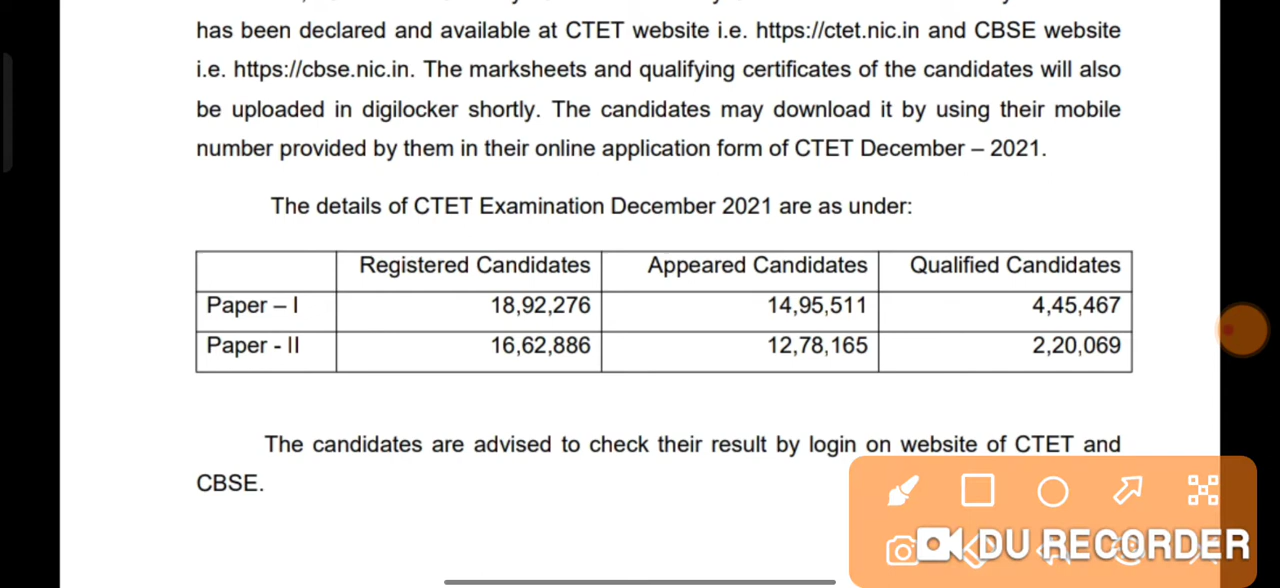 has been declared and available at CTET website i.e. https://ctet.nic.in and CBSE website
i.e. https://cbse.nic.in. The marksheets and qualifying certificates of the candidates will also
be uploaded in digilocker shortly. The candidates may download it by using their mobile
number provided by them in their online application form of CTET December – 2021.
The details of CTET Examination December 2021 are as under:
Registered Candidates Appeared Candidates Qualified Candidates
Paper – I 18,92,276 14,95,511 4,45,467
Paper - II 16,62,886 12,78,165 2,20,069
The candidates are advised to check their result by login on website of CTET and
CBSE.
DU RECORDER